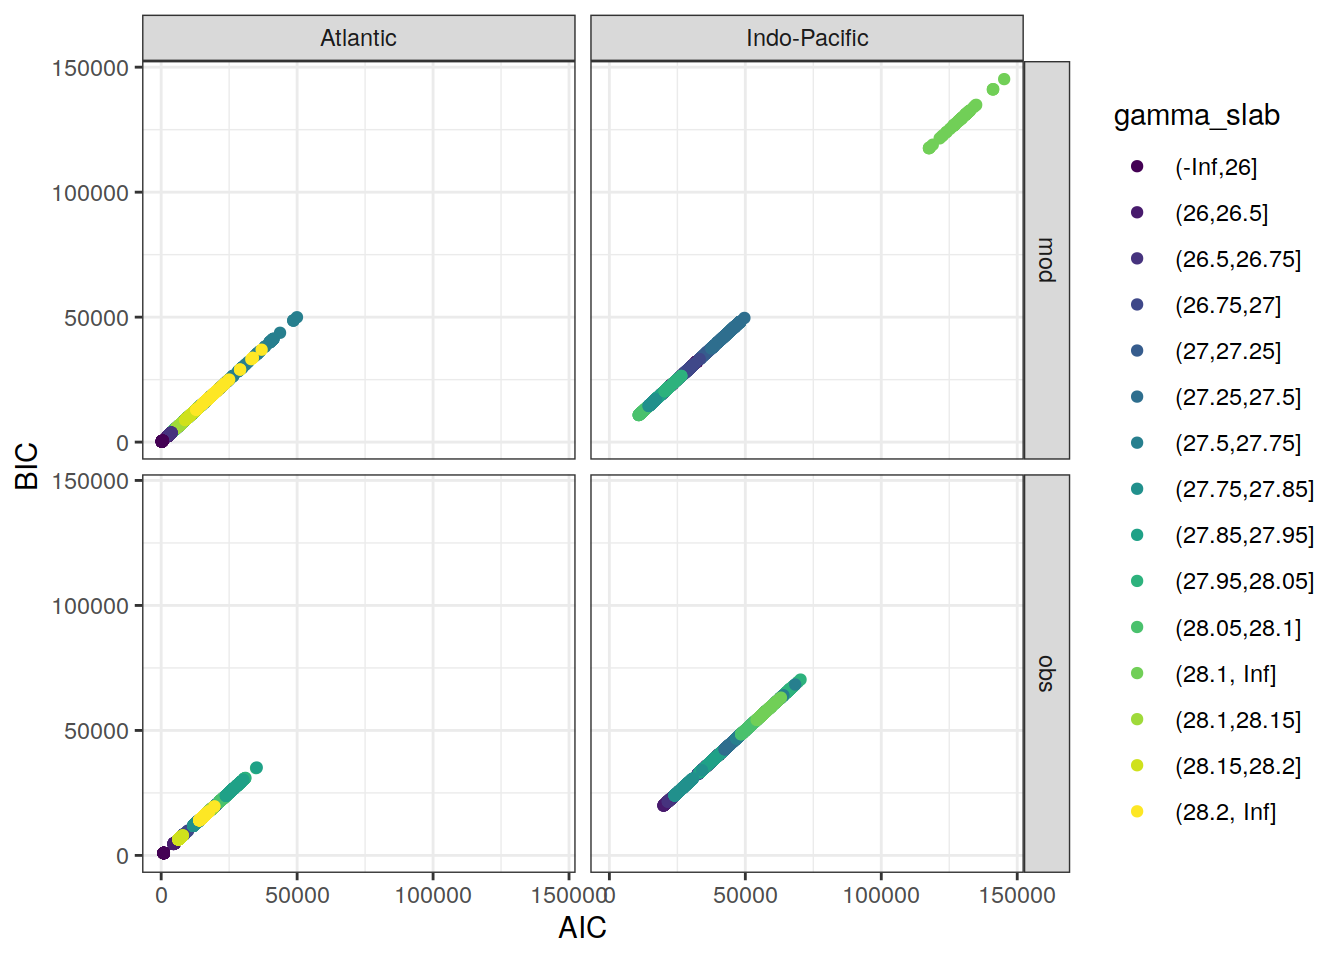 Atlantic
Indo-Pacific
150000
100000
50000
0
mod
150000
100000
50000
0
obs
BIC
0
50000
100000
150000
0
50000
100000
150000
AIC
gamma_slab
(-Inf,26]
(26,26.5]
(26.5,26.75]
(26.75,27]
(27,27.25]
(27.25,27.5]
(27.5,27.75]
(27.75,27.85]
(27.85,27.95]
(27.95,28.05]
(28.05,28.1]
(28.1, Inf]
(28.1,28.15]
(28.15,28.2]
(28.2, Inf]